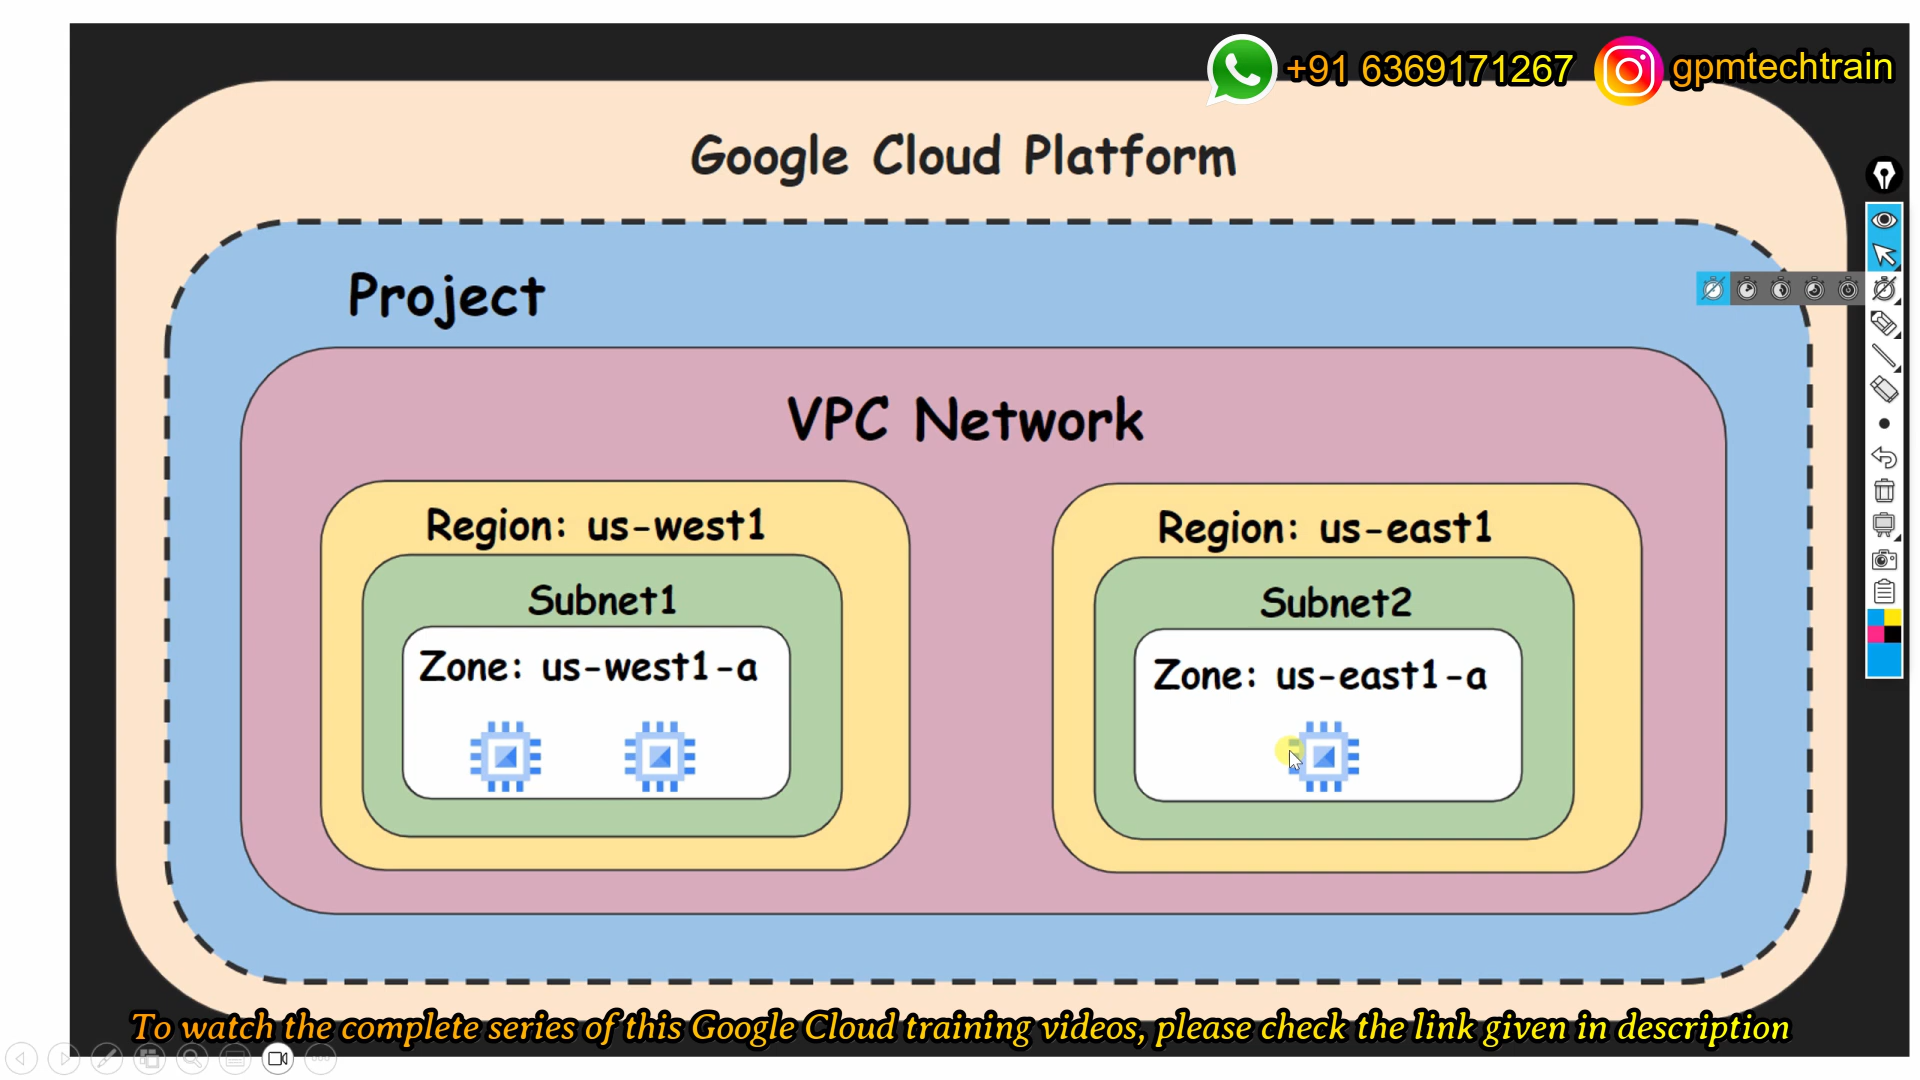 +91 6369171267 gpmtechtrain
Google Cloud Platform
Project
VPC Network
Region: us-west1
Subnet1
Zone: us-west1-a
Region: us-east1
Subnet2
Zone: us-east1-a
To watch the complete series of this Google Cloud training videos, please check the link given in description